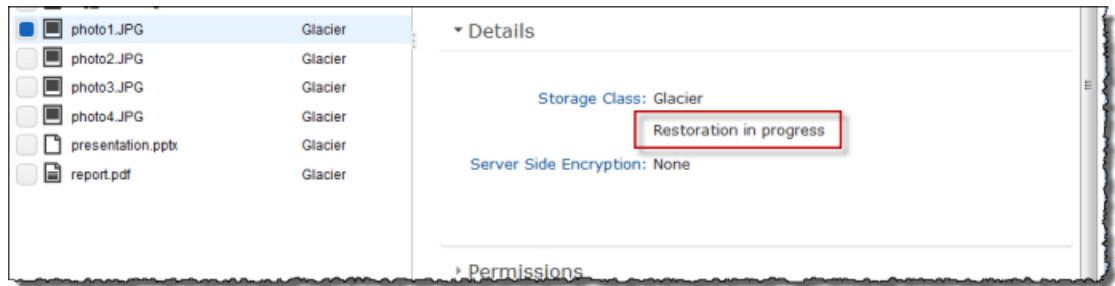 photo1.JPG Glacier
photo2.JPG Glacier
photo3.JPG Glacier
photo4.JPG Glacier
presentation.pptx Glacier
report.pdf Glacier
Details
Storage Class: Glacier
Restoration in progress
Server Side Encryption: None
Permissions